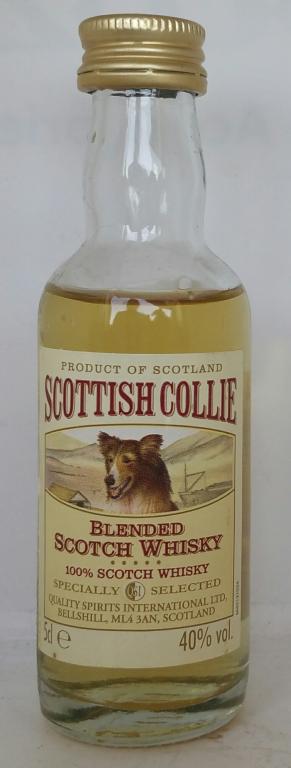 PRODUCT OF SCOTLAND
SCOTTISH COLLIE
BLENDED
SCOTCH WHISKY
100% SCOTCH WHISKY
SPECIALLY QSI SELECTED
QUALITY SPIRITS INTERNATIONAL LTD,
BELLSHILL, ML4 3AN, SCOTLAND
5cl e 40% vol.